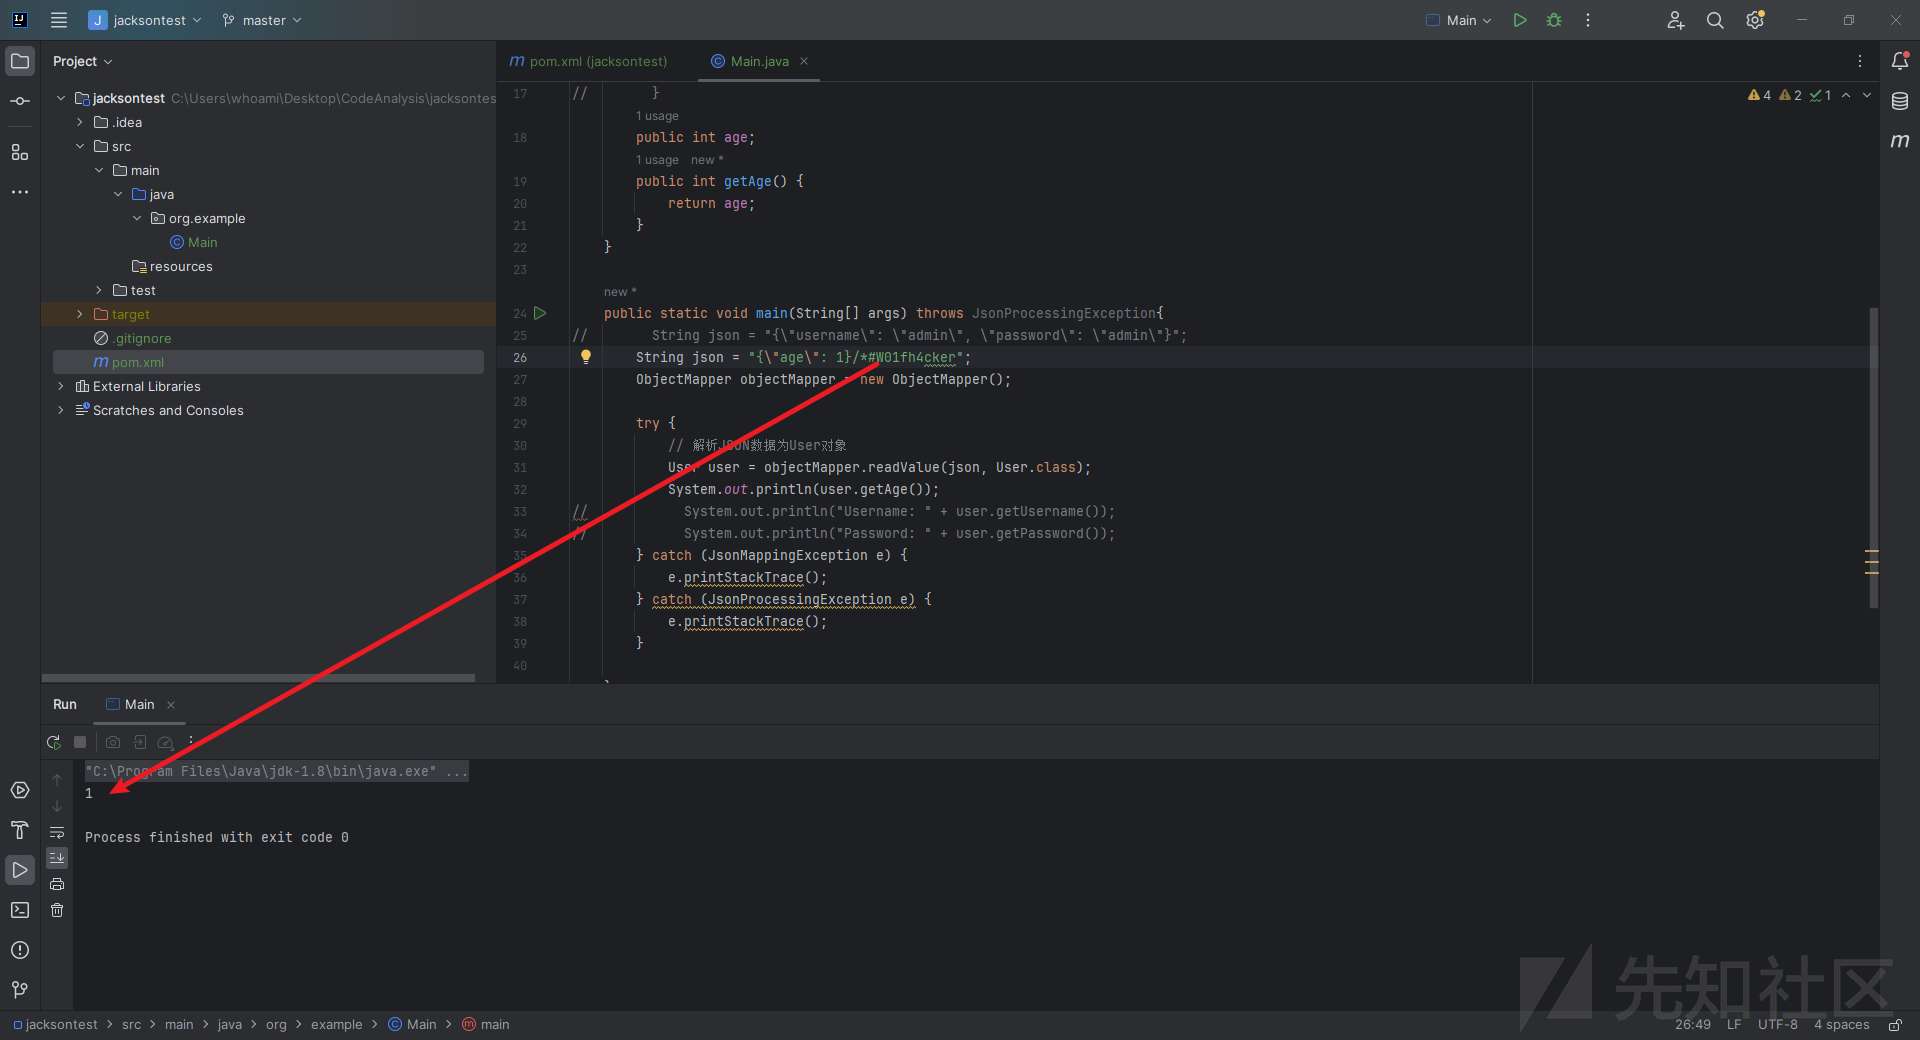 J jacksontest master Main
Project
pom.xml (jacksontest) Main.java
jacksontest C:\Users\whoami\Desktop\CodeAnalysis\jacksontes
.idea
src
main
java
org.example
Main
resources
test
target
.gitignore
pom.xml
External Libraries
Scratches and Consoles
4 2 1
17 // }
1 usage
18 public int age;
1 usage new *
19 public int getAge() {
20 return age;
21 }
22 }
23
new *
24 public static void main(String[] args) throws JsonProcessingException{
25 // String json = "{\"username\": \"admin\", \"password\": \"admin\"}";
26 String json = "{\"age\": 1}/*#W01fh4cker";
27 ObjectMapper objectMapper = new ObjectMapper();
28
29 try {
30 // 解析JSON数据为User对象
31 User user = objectMapper.readValue(json, User.class);
32 System.out.println(user.getAge());
33 // System.out.println("Username: " + user.getUsername());
34 // System.out.println("Password: " + user.getPassword());
35 } catch (JsonMappingException e) {
36 e.printStackTrace();
37 } catch (JsonProcessingException e) {
38 e.printStackTrace();
39 }
40
Run Main
"C:\Program Files\Java\jdk-1.8\bin\java.exe" ...
1
Process finished with exit code 0
先知社区
jacksontest > src > main > java > org > example > Main > main 26:49 LF UTF-8 4 spaces